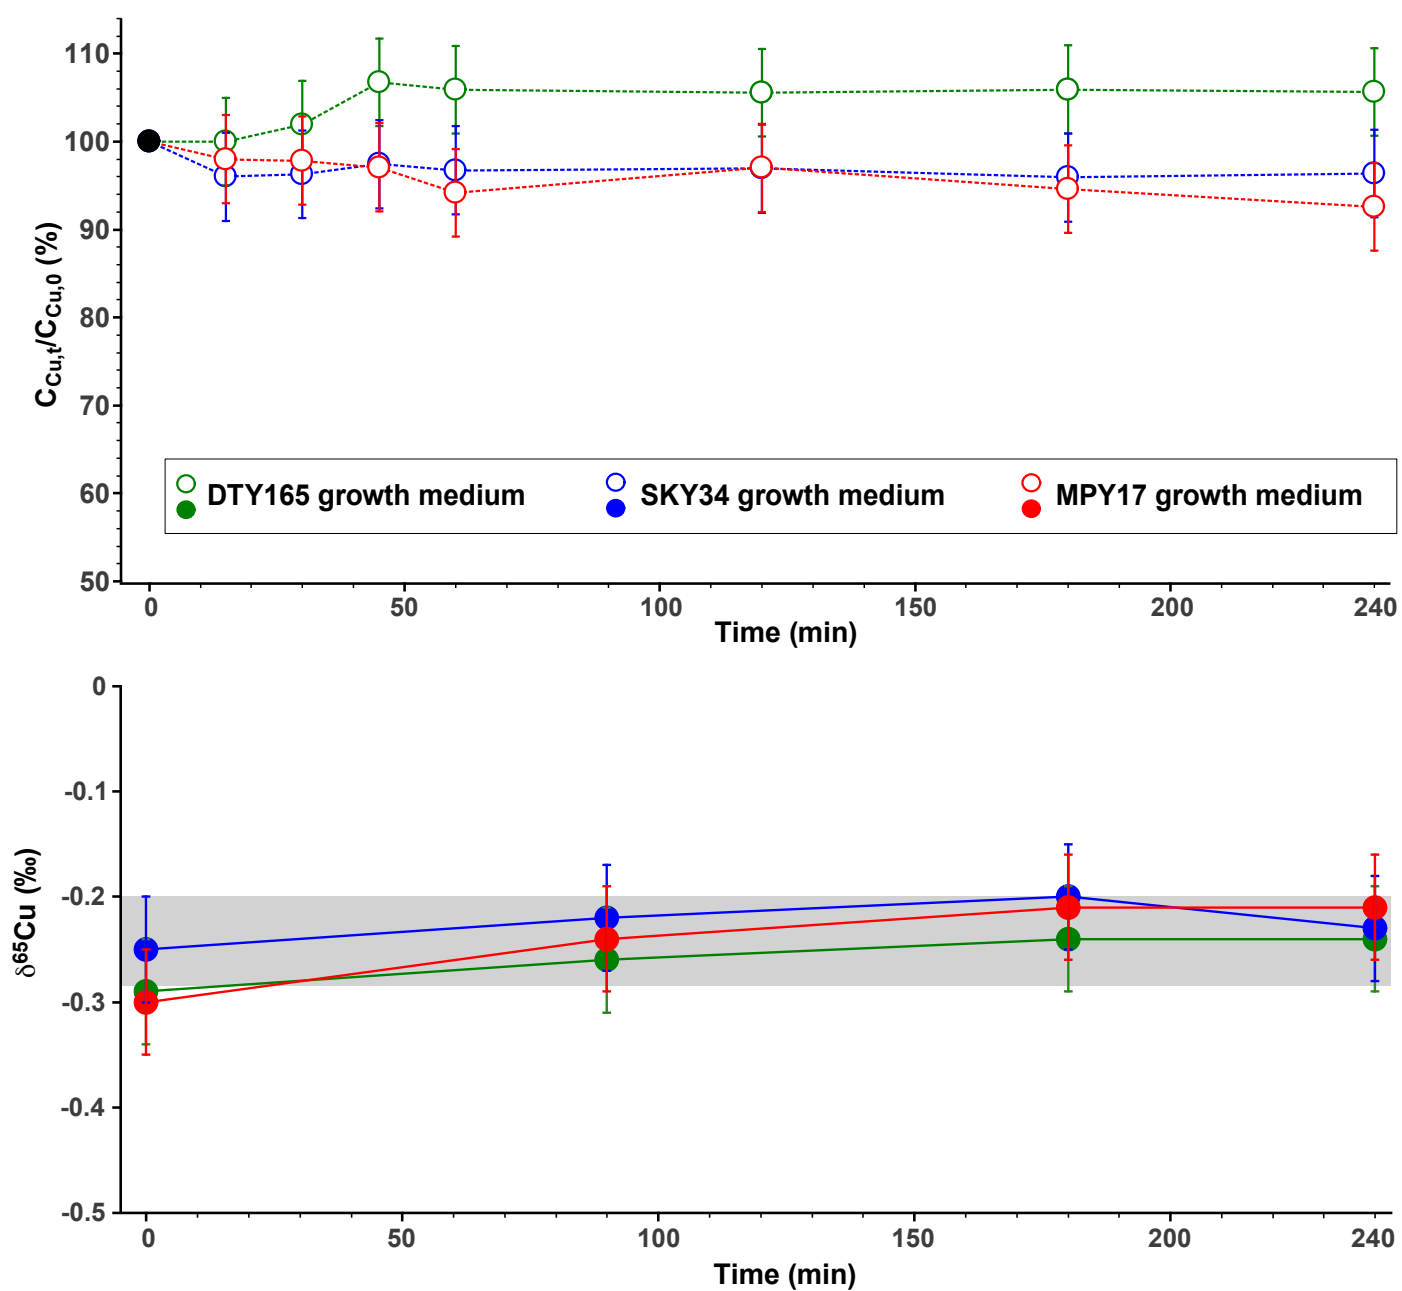 110
100
90
80
70
60
50
C_Cu,t/C_Cu,0 (%)
DTY165 growth medium
SKY34 growth medium
MPY17 growth medium
0 50 100 150 200 240
Time (min)
0
-0.1
-0.2
-0.3
-0.4
-0.5
δ⁶⁵Cu (‰)
0 50 100 150 200 240
Time (min)